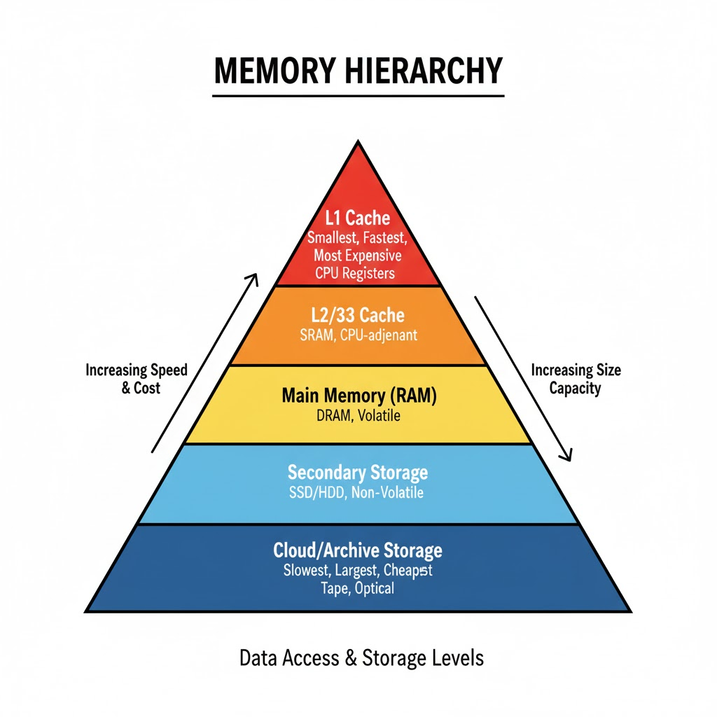 MEMORY HIERARCHY
L1 Cache
Smallest, Fastest,
Most Expensive
CPU Registers
L2/33 Cache
SRAM, CPU-adjenant
Increasing Speed
& Cost
Increasing Size
Capacity
Main Memory (RAM)
DRAM, Volatile
Secondary Storage
SSD/HDD, Non-Volatile
Cloud/Archive Storage
Slowest, Largest, Cheapst
Tape, Optical
Data Access & Storage Levels